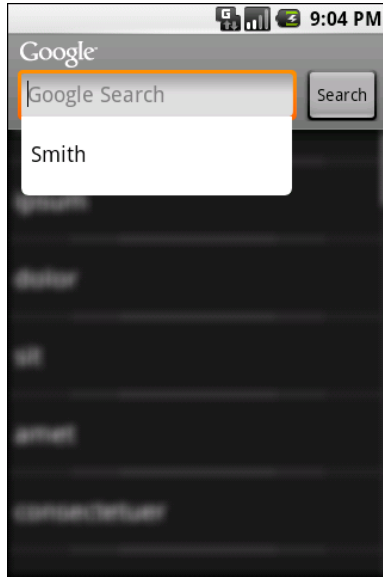 G 9:04 PM
Google
Google Search
Search
Smith
ipsum
dolor
sit
amet
consectetuer